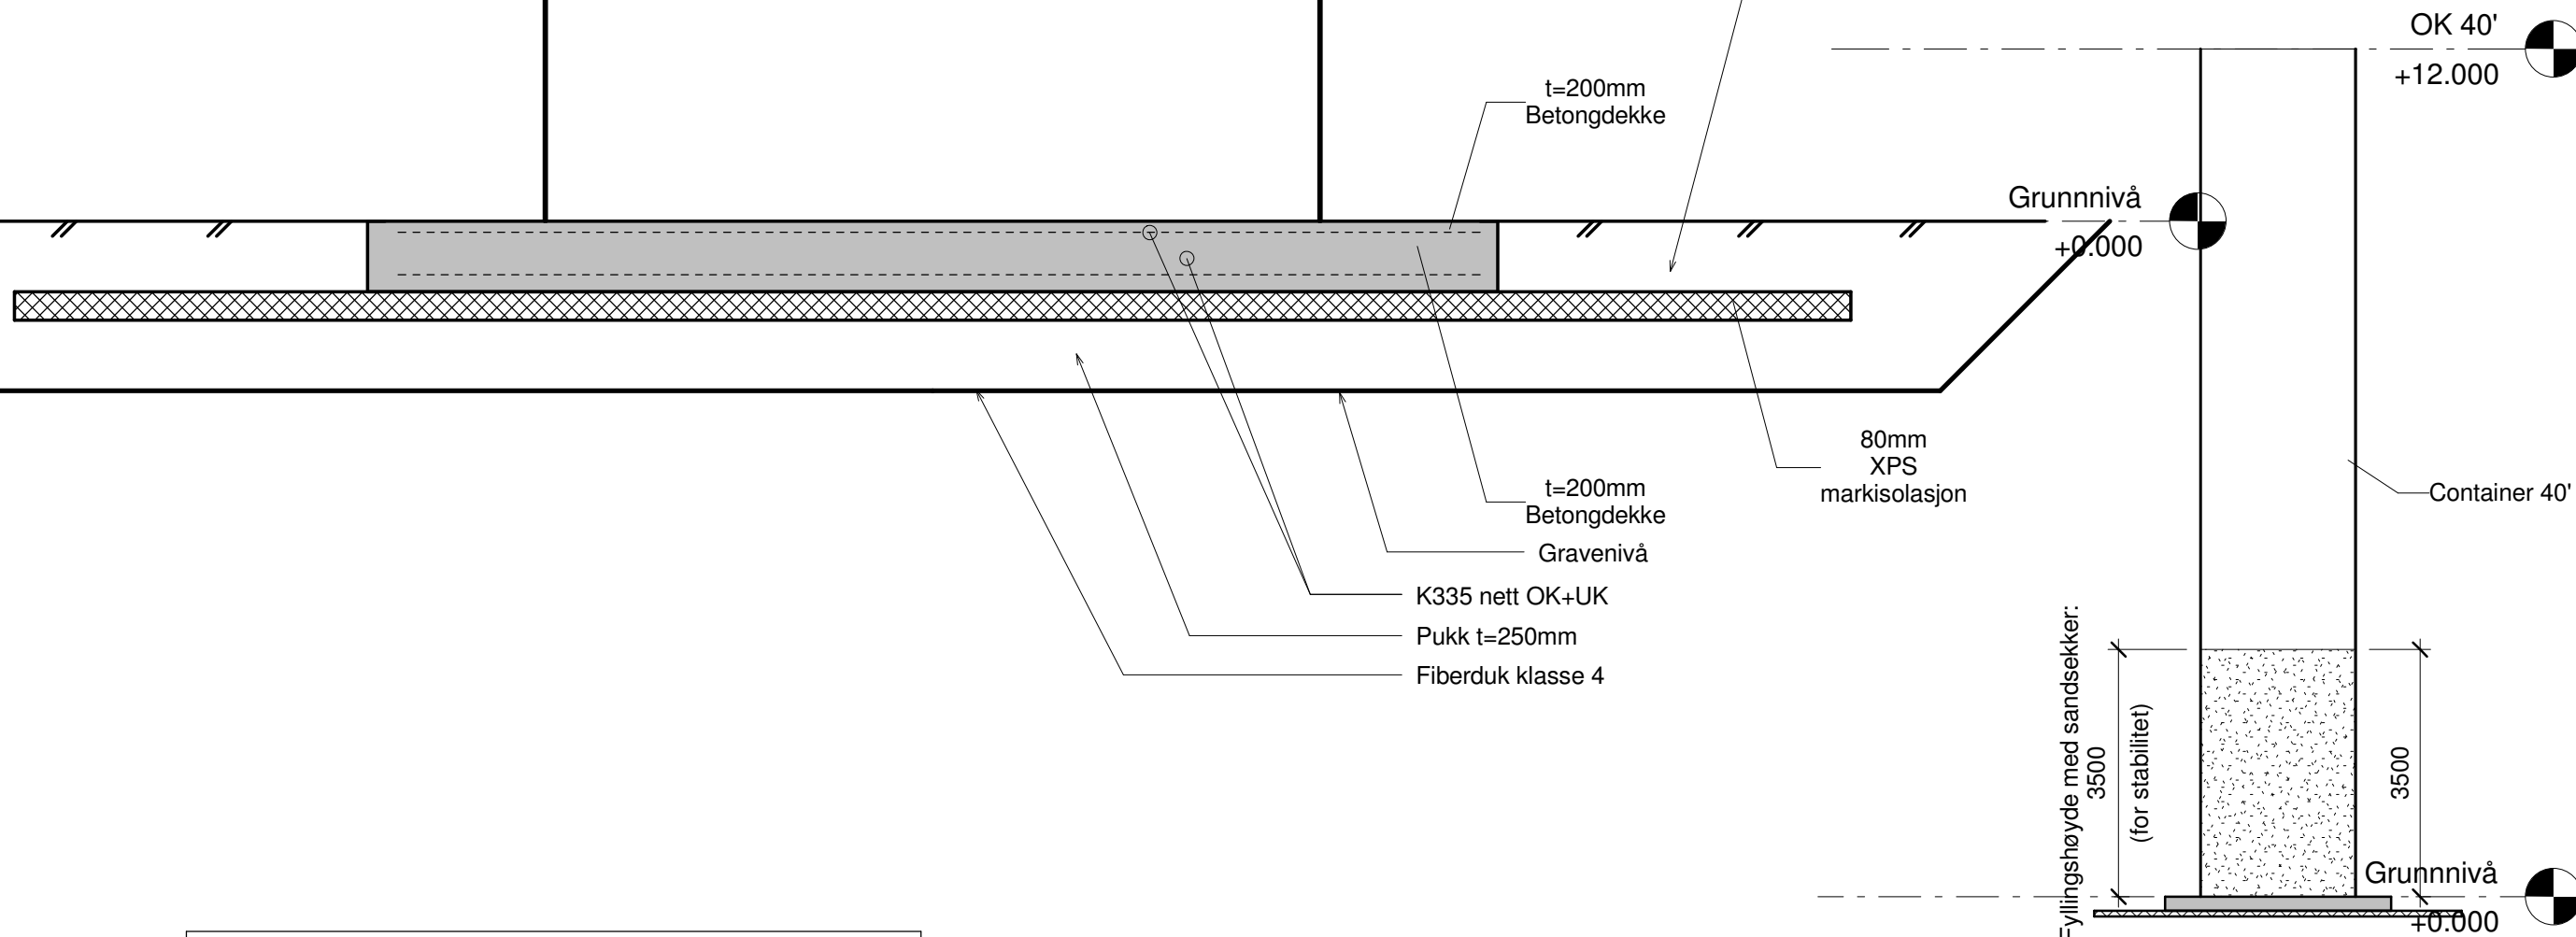 OK 40'
+12.000
t=200mm
Betongdekke
Grunnnivå
+0.000
80mm
XPS
markisolasjon
t=200mm
Betongdekke
Gravenivå
K335 nett OK+UK
Pukk t=250mm
Fiberduk klasse 4
Container 40'
Fyllingshøyde med sandsekker:
3500
(for stabilitet)
3500
Grunnnivå
+0.000